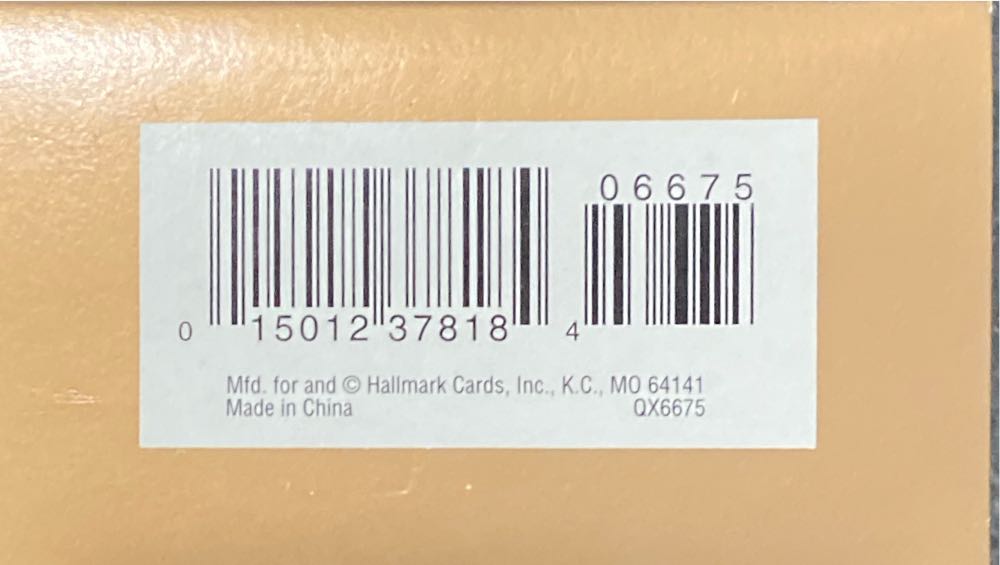 06675
0 15012 37818 4
Mfd. for and © Hallmark Cards, Inc., K.C., MO 64141
Made in China QX6675